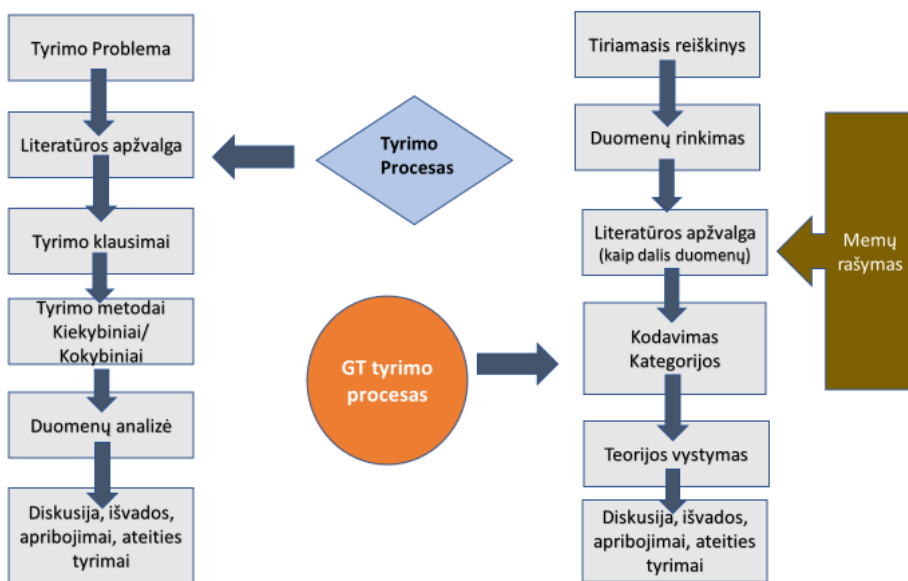 Tyrimo Problema
Literatūros apžvalga
Tyrimo klausimai
Tyrimo metodai
Kiekybiniai/
Kokybiniai
Duomenų analizė
Diskusija, išvados,
apribojimai, ateities
tyrimai
Tyrimo
Procesas
GT tyrimo
procesas
Tiriamasis reiškinys
Duomenų rinkimas
Literatūros apžvalga
(kaip dalis duomenų)
Kodavimas
Kategorijos
Teorijos vystymas
Diskusija, išvados,
apribojimai, ateities
tyrimai
Memų
rašymas